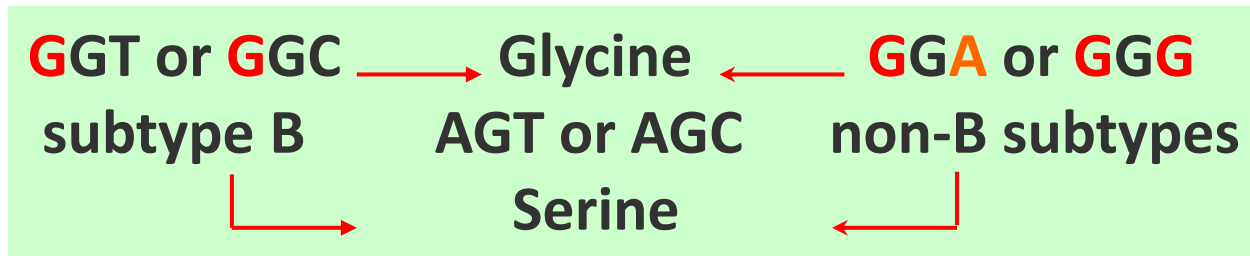 GGT or GGC Glycine GGA or GGG
subtype B AGT or AGC non-B subtypes
Serine